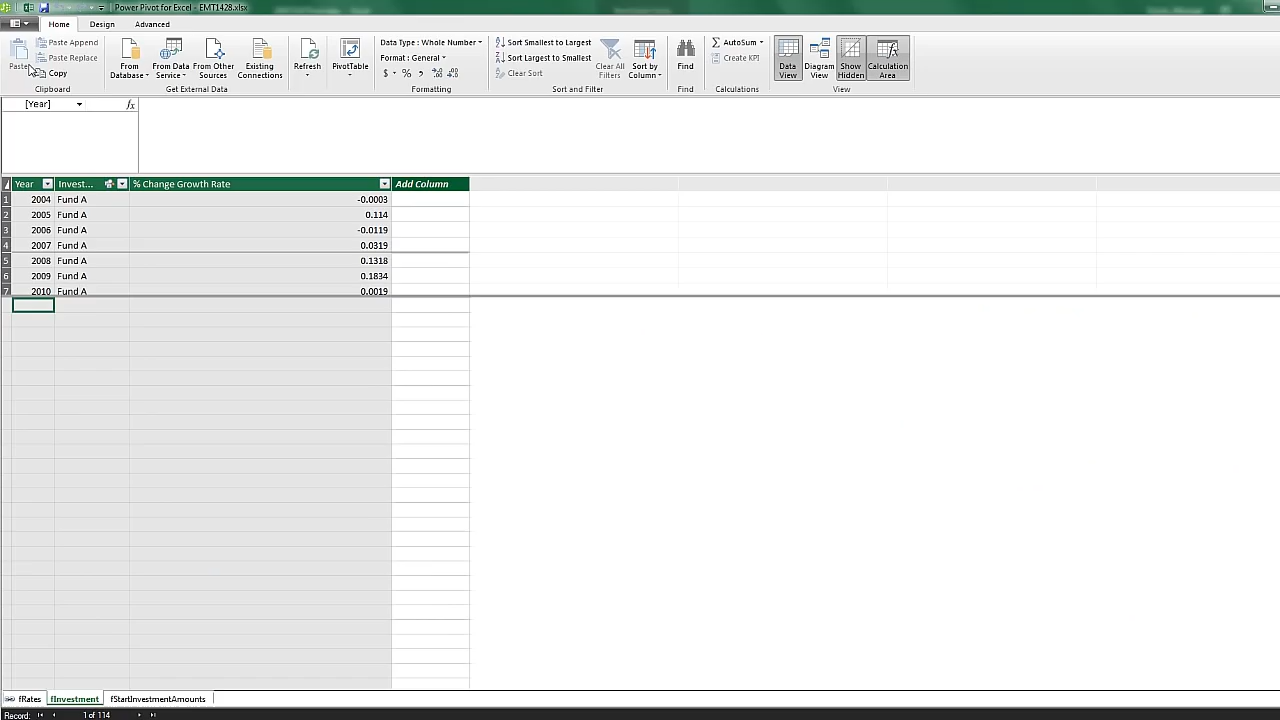 Power Pivot for Excel - EMT1428.xlsx
Home Design Advanced
Paste
Paste Append
Copy
Clipboard
From Database
From Data Service
From Other Sources
Existing Connections
Get External Data
Refresh
PivotTable
Data Type : Whole Number
Format : General
$ % ,
Formatting
Sort Smallest to Largest
Sort Largest to Smallest
Clear Sort
Clear All Filters
Sort by Column
Sort and Filter
Find
Find
AutoSum
Create KPI
Calculations
Data View
Diagram View
Show Hidden
Calculation Area
View
[Year] fx
Year Invest... % Change Growth Rate Add Column
1 2004 Fund A -0.0003
2 2005 Fund A 0.114
3 2006 Fund A -0.0119
4 2007 Fund A 0.0319
5 2008 Fund A 0.1318
6 2009 Fund A 0.1834
7 2010 Fund A 0.0019
fRates fInvestment fStartInvestmentAmounts
Record: 1 of 114